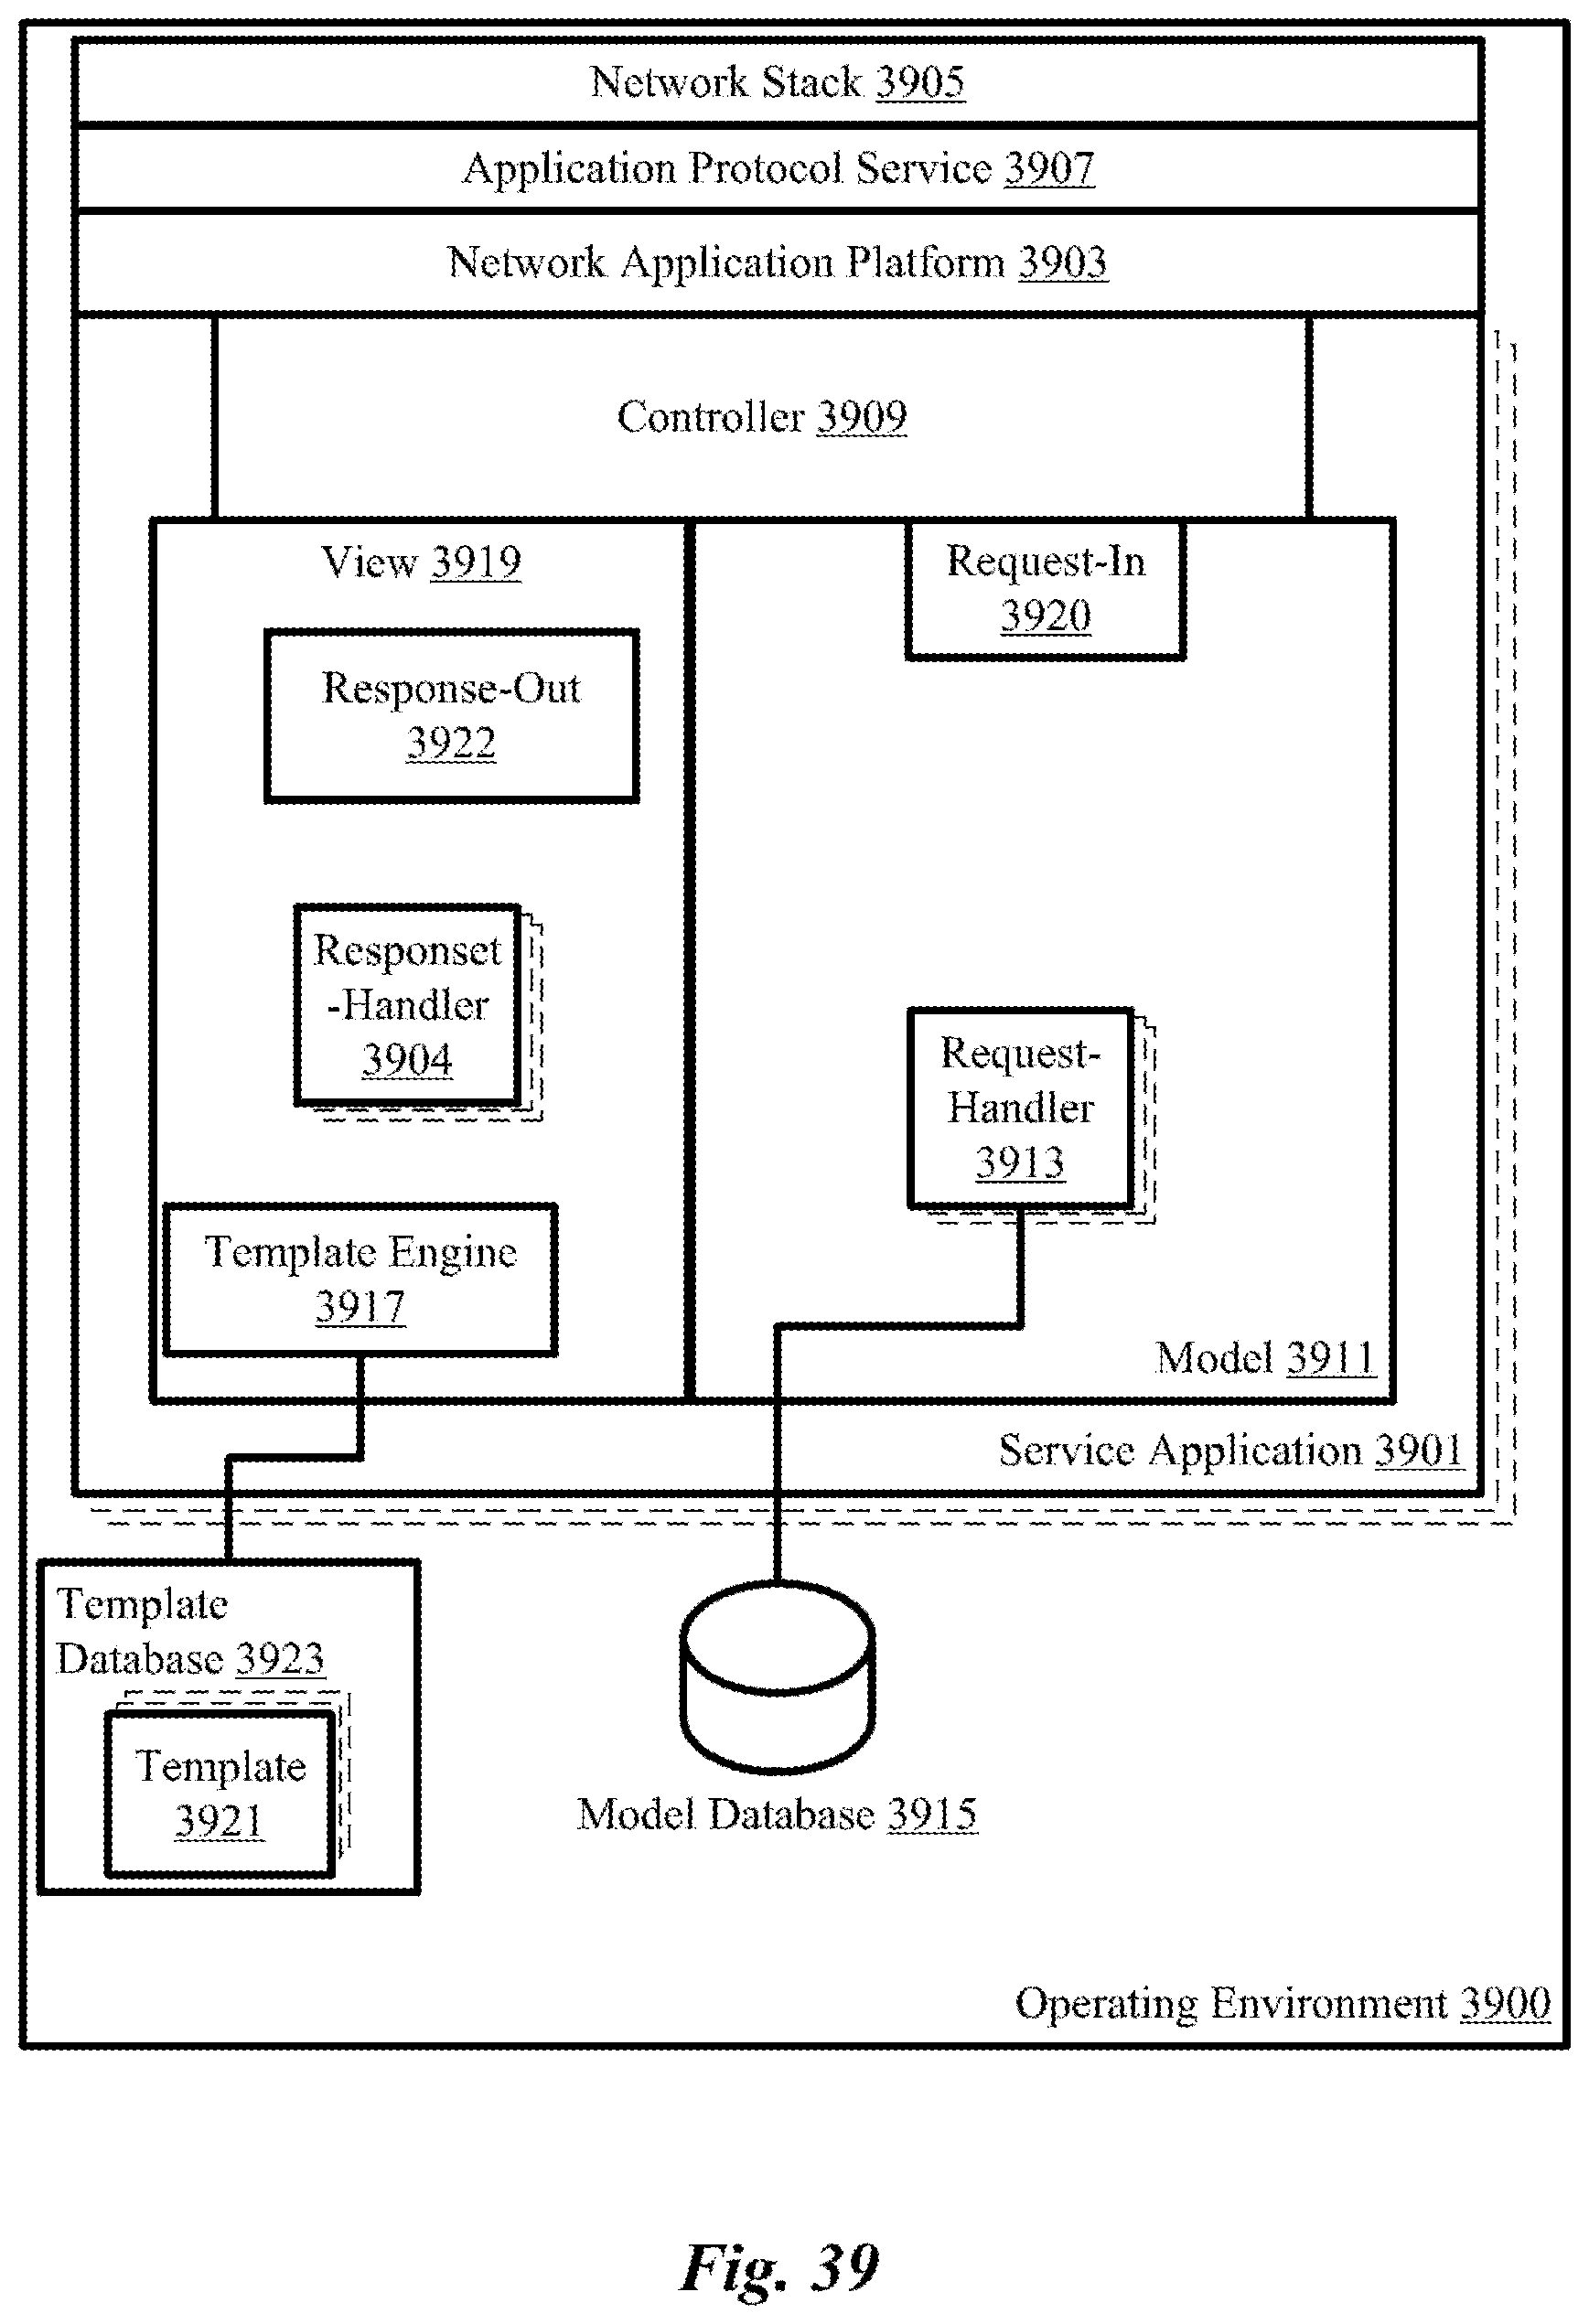 Network Stack 3905
Application Protocol Service 3907
Network Application Platform 3903
Controller 3909
View 3919
Response-Out
3922
Responset
-Handler
3904
Template Engine
3917
Request-In
3920
Request-
Handler
3913
Model 3911
Service Application 3901
Template
Database 3923
Template
3921
Model Database 3915
Operating Environment 3900
Fig. 39